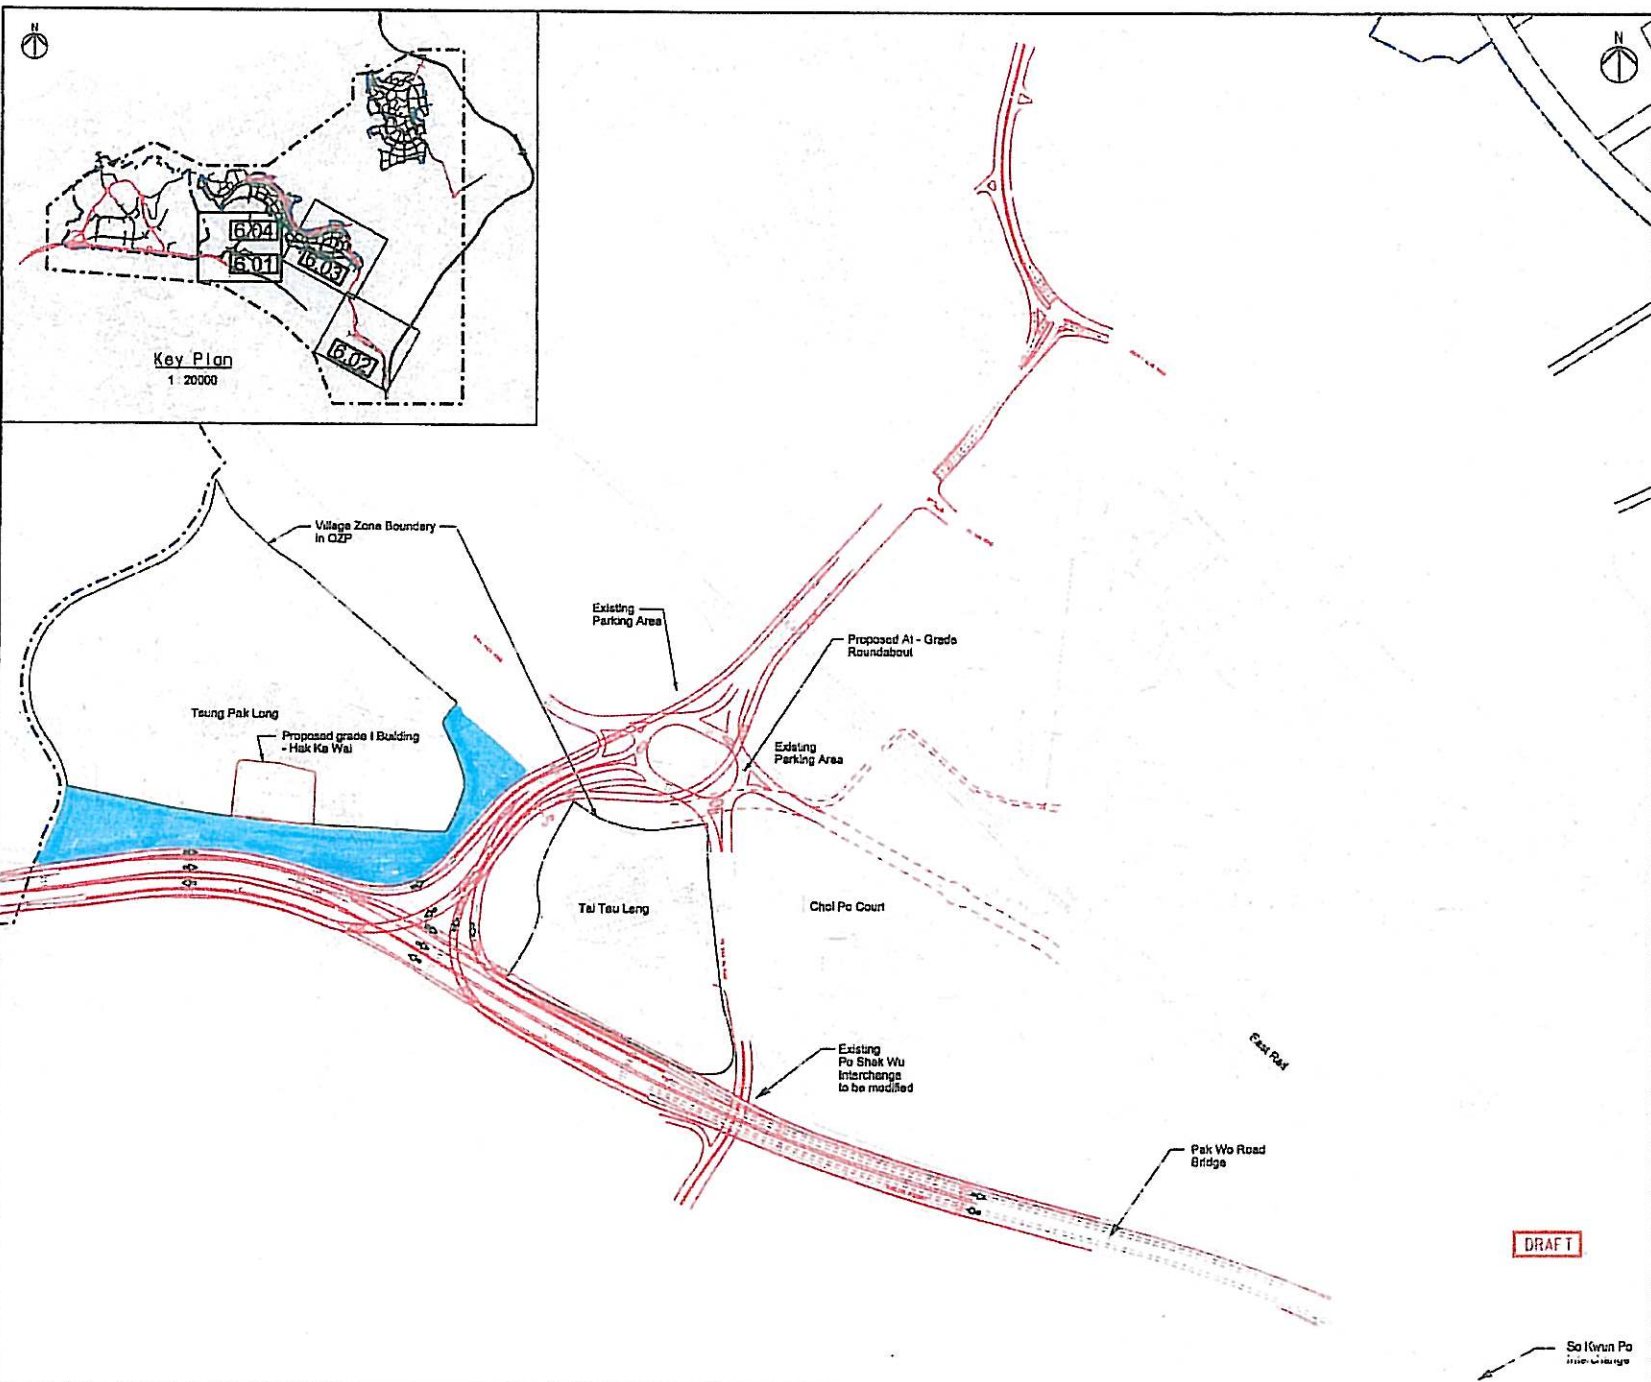 N
N
6.04
6.01
6.03
6.02
Key Plan
1 : 20000
Village Zone Boundary
in OZP
Existing
Parking Area
Proposed At - Grade
Roundabout
Tsung Pak Long
Proposed grade I Building
- Hak Ka Wai
Existing
Parking Area
Tai Tau Leng
Choi Po Court
Existing
Po Shek Wu
Interchange
to be modified
East Rail
Pak Wo Road
Bridge
DRAFT
So Kwun Po
Interchange